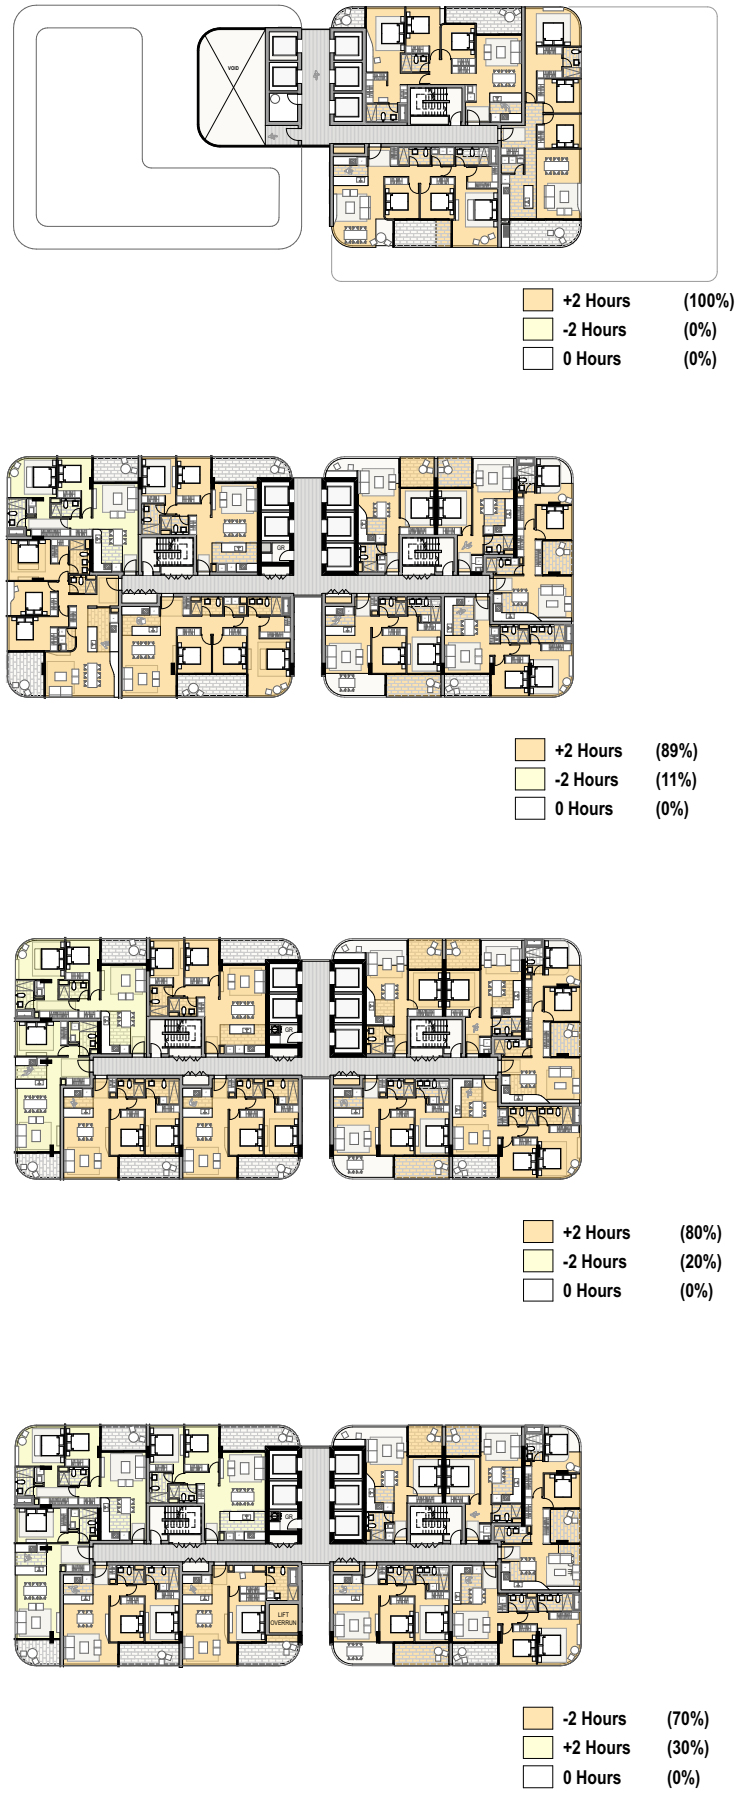 VOID
+2 Hours (100%)
-2 Hours (0%)
0 Hours (0%)
GR
+2 Hours (89%)
-2 Hours (11%)
0 Hours (0%)
GR
+2 Hours (80%)
-2 Hours (20%)
0 Hours (0%)
GR
LIFT
OVERRUN
-2 Hours (70%)
+2 Hours (30%)
0 Hours (0%)